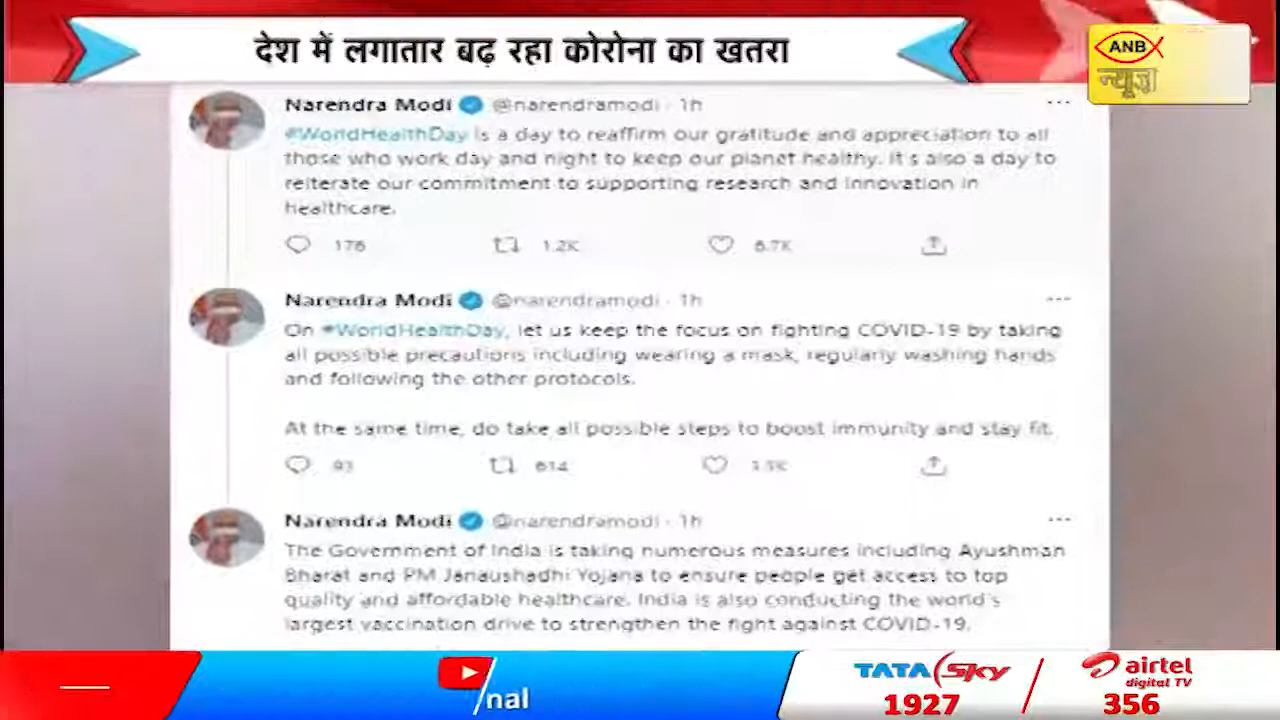 देश में लगातार बढ़ रहा कोरोना का खतरा
ANB
न्यूज़
Narendra Modi @narendramodi · 1h
#WorldHealthDay is a day to reaffirm our gratitude and appreciation to all
those who work day and night to keep our planet healthy. It's also a day to
reiterate our commitment to supporting research and innovation in
healthcare.
176 1.2K 6.7K
Narendra Modi @narendramodi · 1h
On #WorldHealthDay, let us keep the focus on fighting COVID-19 by taking
all possible precautions including wearing a mask, regularly washing hands
and following the other protocols.
At the same time, do take all possible steps to boost immunity and stay fit.
93 614
Narendra Modi @narendramodi · 1h
The Government of India is taking numerous measures including Ayushman
Bharat and PM Janaushadhi Yojana to ensure people get access to top
quality and affordable healthcare. India is also conducting the world's
largest vaccination drive to strengthen the fight against COVID-19.
nal
TATA Sky
1927
airtel
digital TV
356